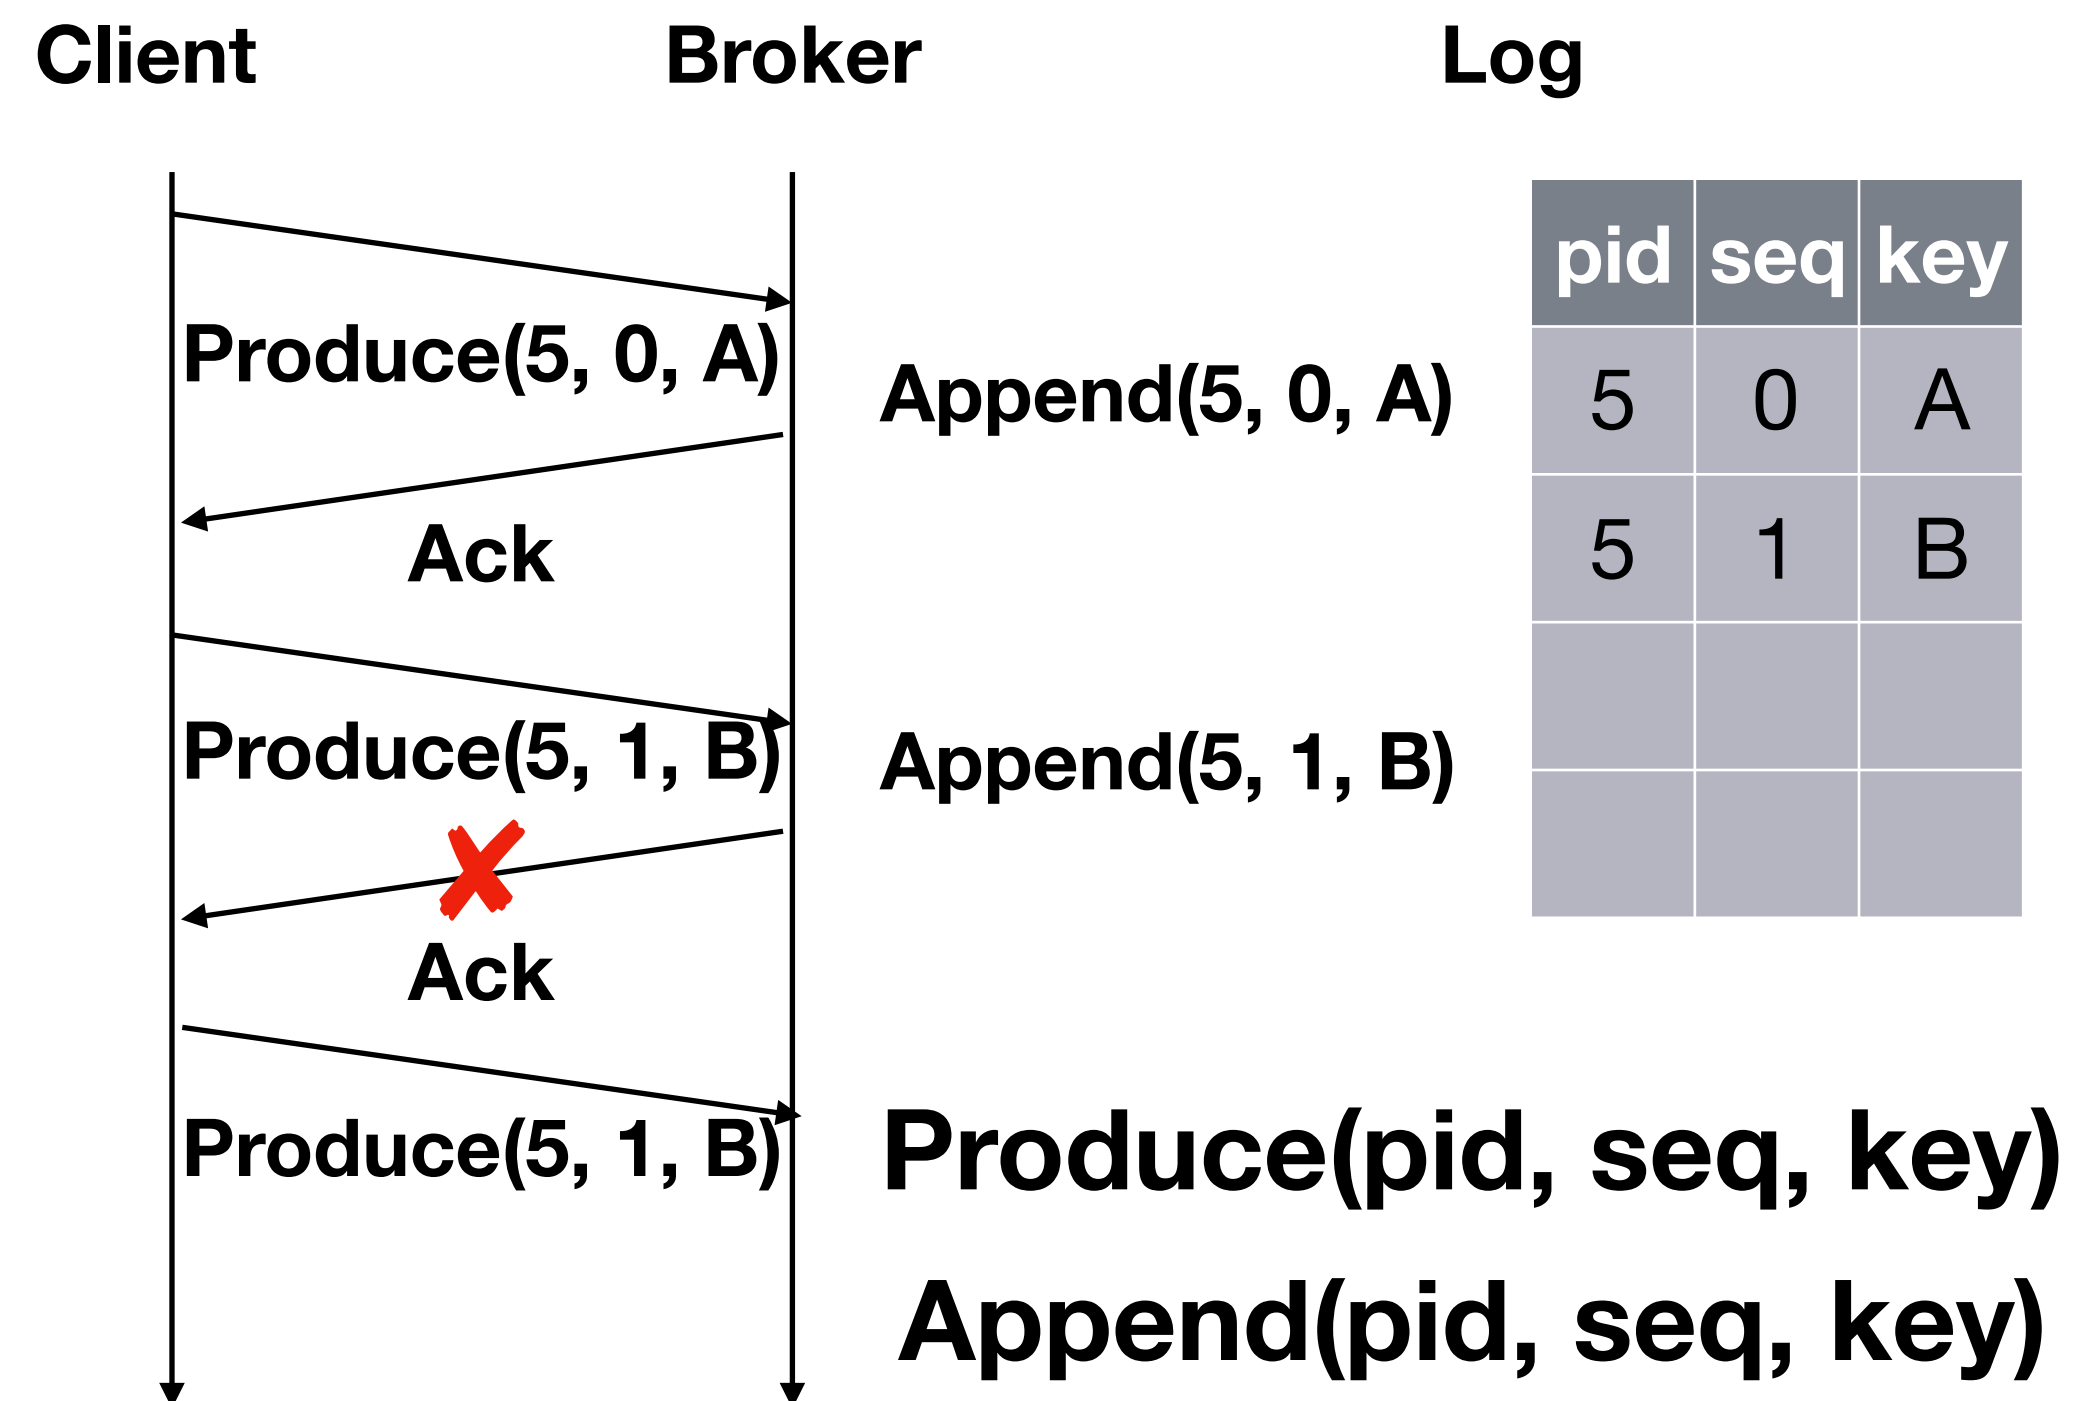 Client Broker Log
pid seq key
Produce(5, 0, A)
Append(5, 0, A)
5 0 A
Ack
5 1 B
Produce(5, 1, B)
Append(5, 1, B)
Ack
Produce(5, 1, B)
Produce(pid, seq, key)
Append(pid, seq, key)